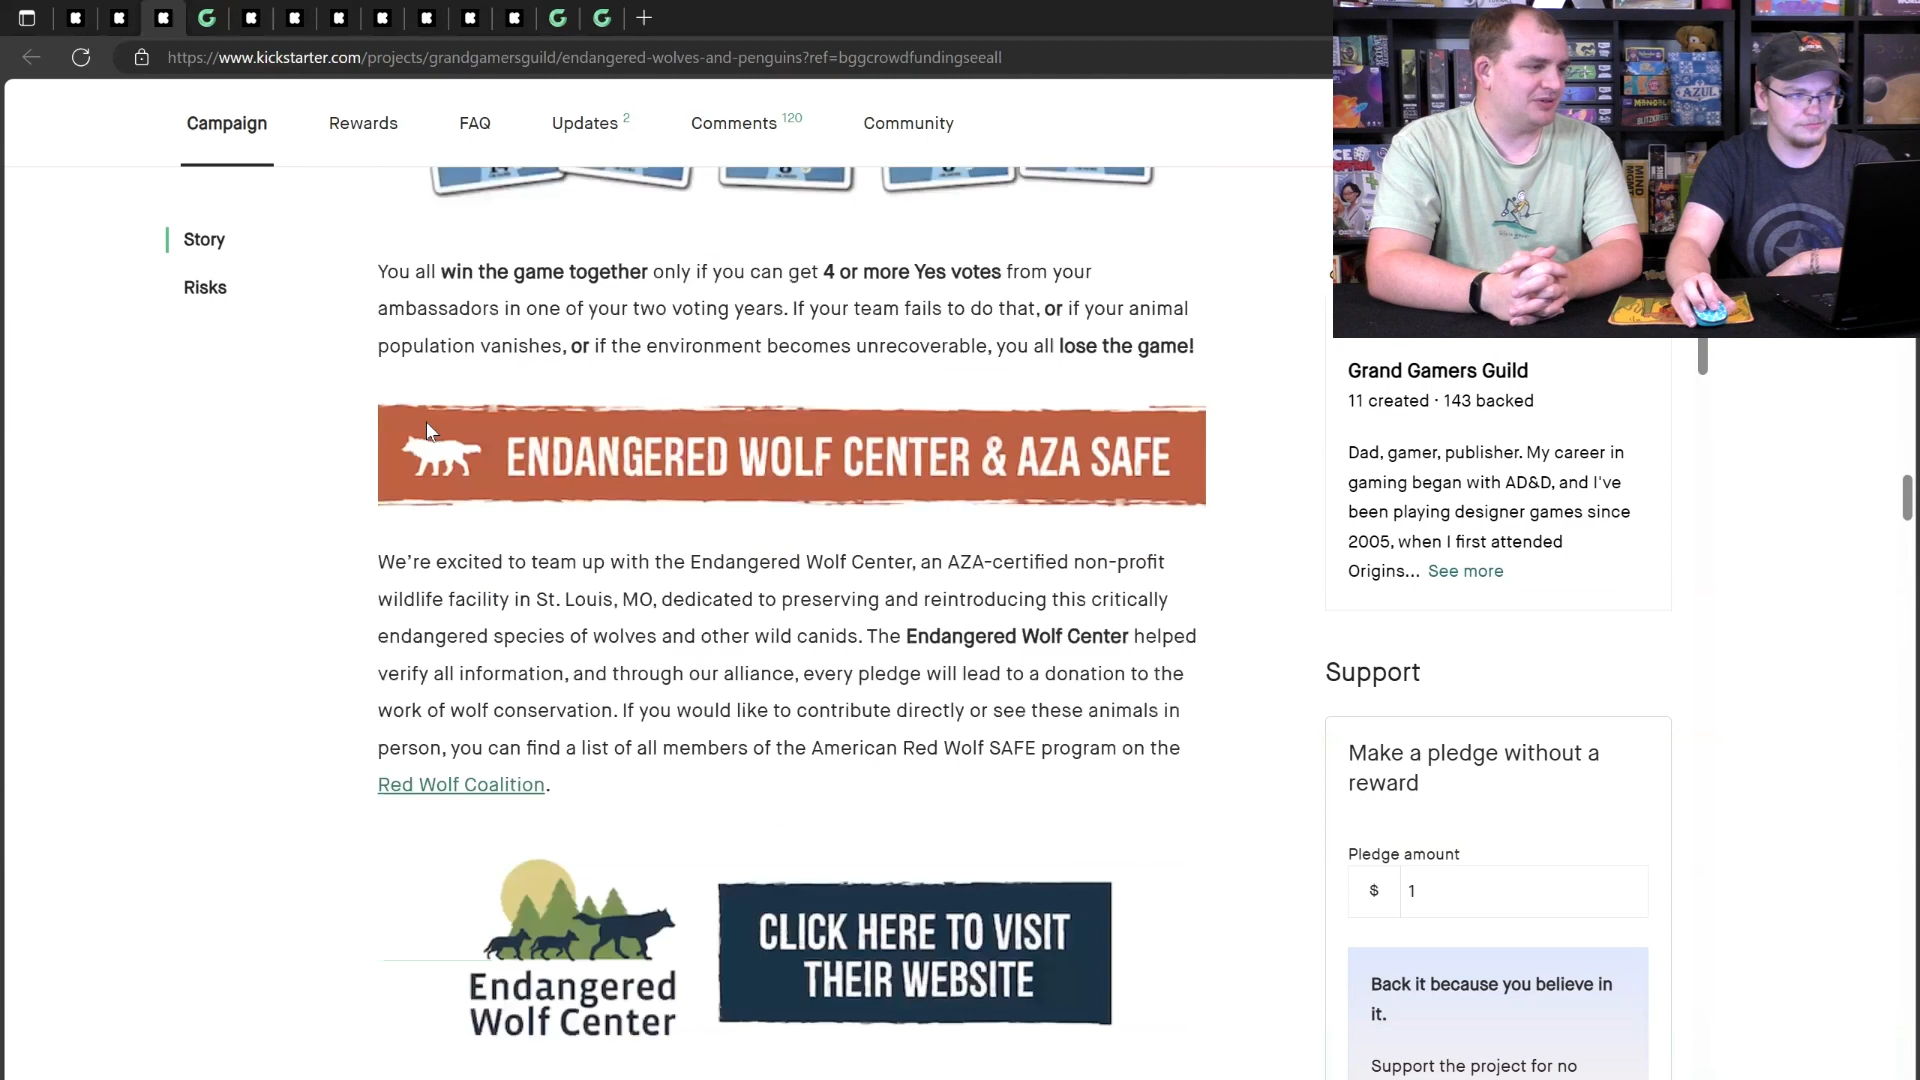 https://www.kickstarter.com/projects/grandgamersguild/endangered-wolves-and-penguins?ref=bggcrowdfundingseeall
Campaign
Rewards
FAQ
Updates 2
Comments 120
Community
Story
Risks
You all win the game together only if you can get 4 or more Yes votes from your
ambassadors in one of your two voting years. If your team fails to do that, or if your animal
population vanishes, or if the environment becomes unrecoverable, you all lose the game!
ENDANGERED WOLF CENTER & AZA SAFE
We're excited to team up with the Endangered Wolf Center, an AZA-certified non-profit
wildlife facility in St. Louis, MO, dedicated to preserving and reintroducing this critically
endangered species of wolves and other wild canids. The Endangered Wolf Center helped
verify all information, and through our alliance, every pledge will lead to a donation to the
work of wolf conservation. If you would like to contribute directly or see these animals in
person, you can find a list of all members of the American Red Wolf SAFE program on the
Red Wolf Coalition.
Endangered
Wolf Center
CLICK HERE TO VISIT
THEIR WEBSITE
AZUL
MANDALA
BLITZKRIEG
MIND
MGMT
Grand Gamers Guild
11 created · 143 backed
Dad, gamer, publisher. My career in
gaming began with AD&D, and I've
been playing designer games since
2005, when I first attended
Origins... See more
Support
Make a pledge without a
reward
Pledge amount
$ 1
Back it because you believe in
it.
Support the project for no